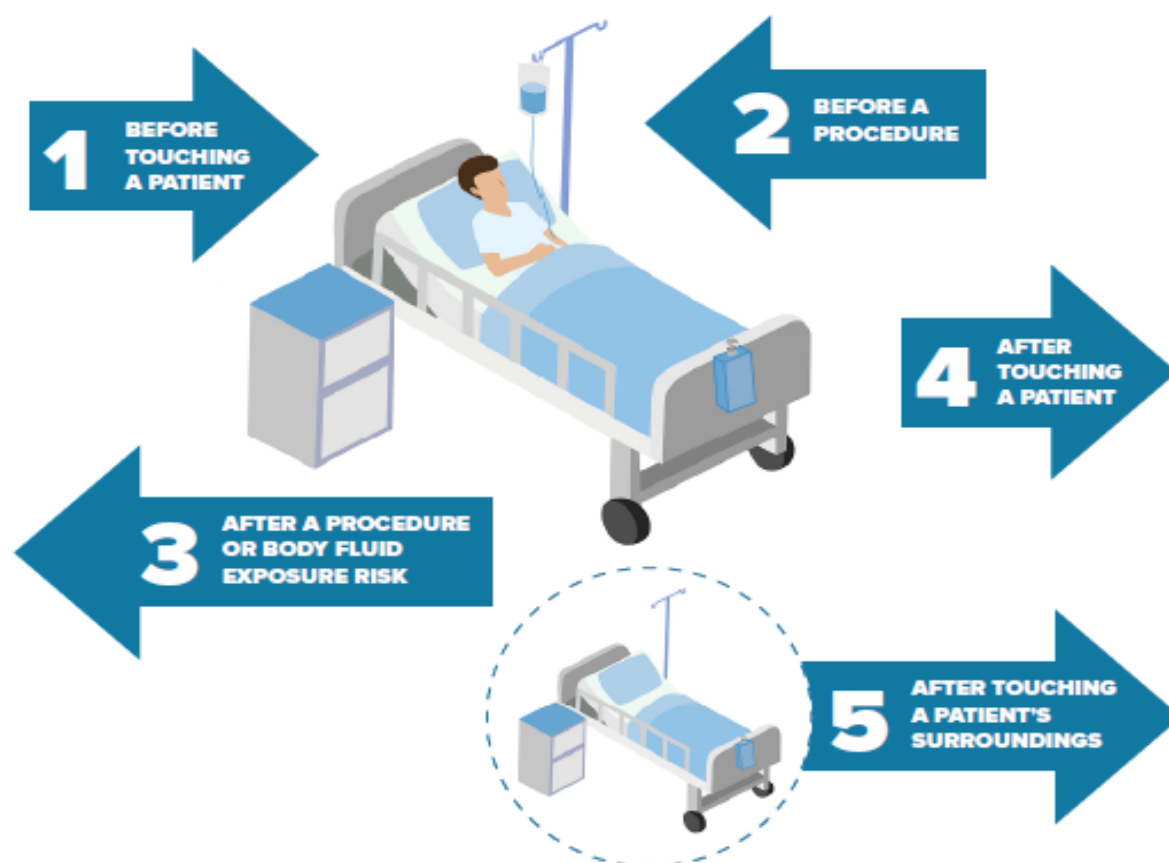 1
BEFORE
TOUCHING
A PATIENT
2
BEFORE A
PROCEDURE
4
AFTER
TOUCHING
A PATIENT
3
AFTER A PROCEDURE
OR BODY FLUID
EXPOSURE RISK
5
AFTER TOUCHING
A PATIENT'S
SURROUNDINGS